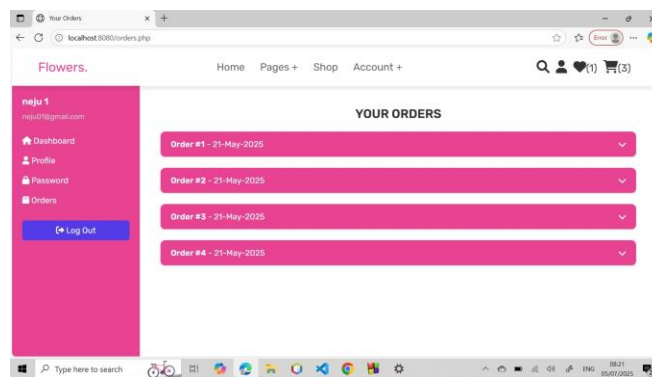 Your Orders
localhost:8080/orders.php
Error
Flowers.
Home Pages + Shop Account +
(1) (3)
neju 1
neju01@gmail.com
Dashboard
Profile
Password
Orders
Log Out
YOUR ORDERS
Order #1 - 21-May-2025
Order #2 - 21-May-2025
Order #3 - 21-May-2025
Order #4 - 21-May-2025
Type here to search
ENG
08:21
05/07/2025